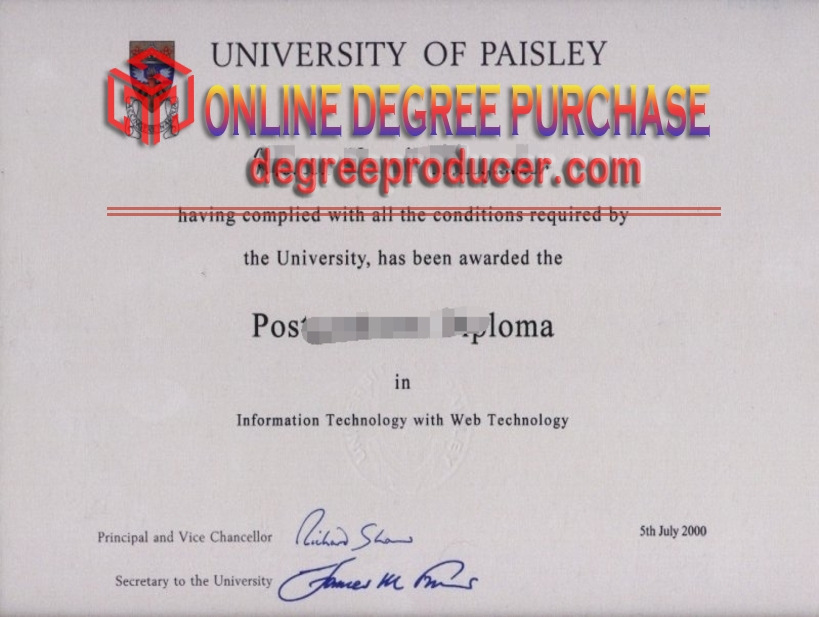 UNIVERSITY OF PAISLEY
ONLINE DEGREE PURCHASE
degreeproducer.com
having complied with all the conditions required by
the University, has been awarded the
Diploma
in
Information Technology with Web Technology
5th July 2000
Principal and Vice Chancellor
Secretary to the University